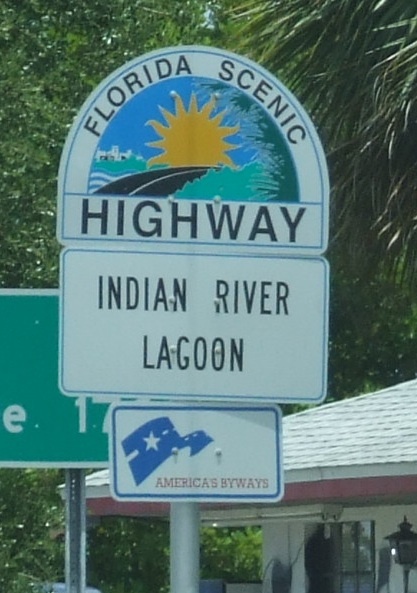 FLORIDA SCENIC
HIGHWAY
INDIAN RIVER
LAGOON
AMERICA'S BYWAYS